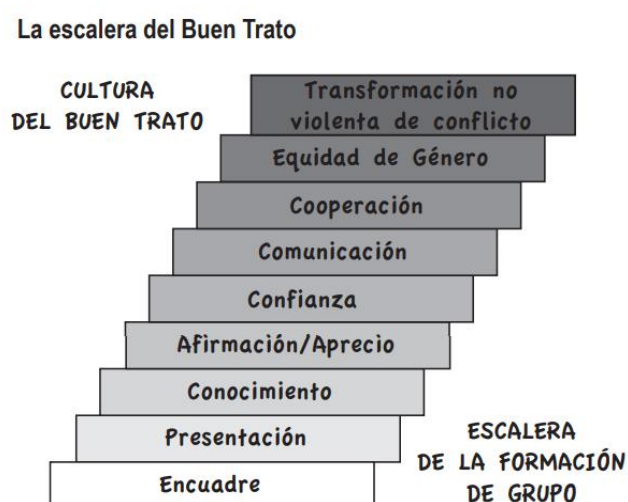 La escalera del Buen Trato
CULTURA
DEL BUEN TRATO
Transformación no
violenta de conflicto
Equidad de Género
Cooperación
Comunicación
Confianza
Afirmación/Aprecio
Conocimiento
Presentación
Encuadre
ESCALERA
DE LA FORMACIÓN
DE GRUPO